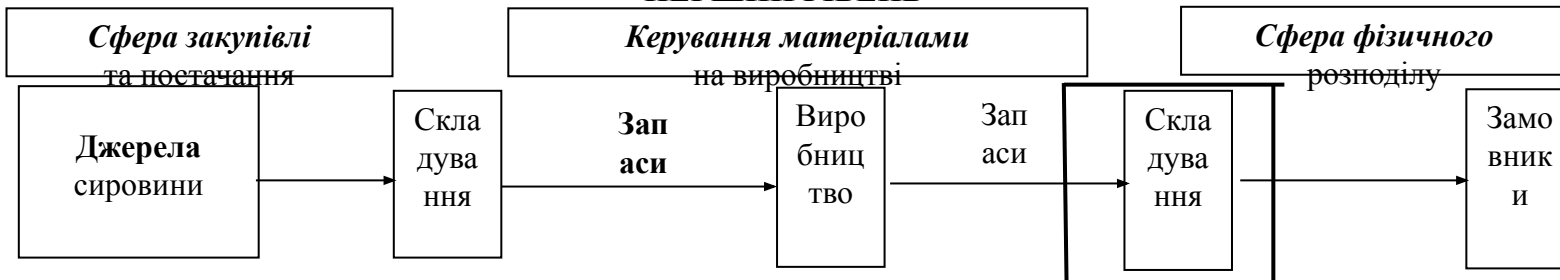 Сфера закупівлі
та постачання
Керування матеріалами
на виробництві
Сфера фізичного
розподілу
Джерела
сировини
Скла
дува
ння
Зап
аси
Виро
бниц
тво
Зап
аси
Скла
дува
ння
Замо
вник
и